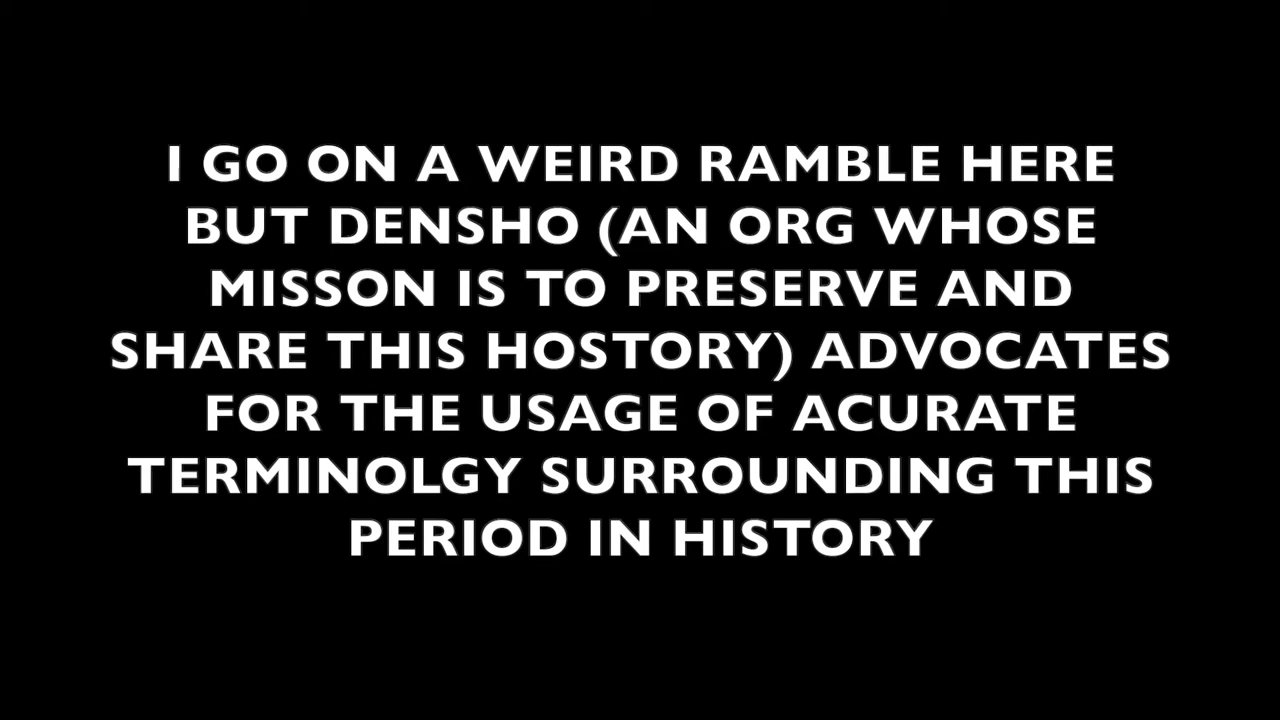 I GO ON A WEIRD RAMBLE HERE
BUT DENSHO (AN ORG WHOSE
MISSON IS TO PRESERVE AND
SHARE THIS HOSTORY) ADVOCATES
FOR THE USAGE OF ACURATE
TERMINOLGY SURROUNDING THIS
PERIOD IN HISTORY